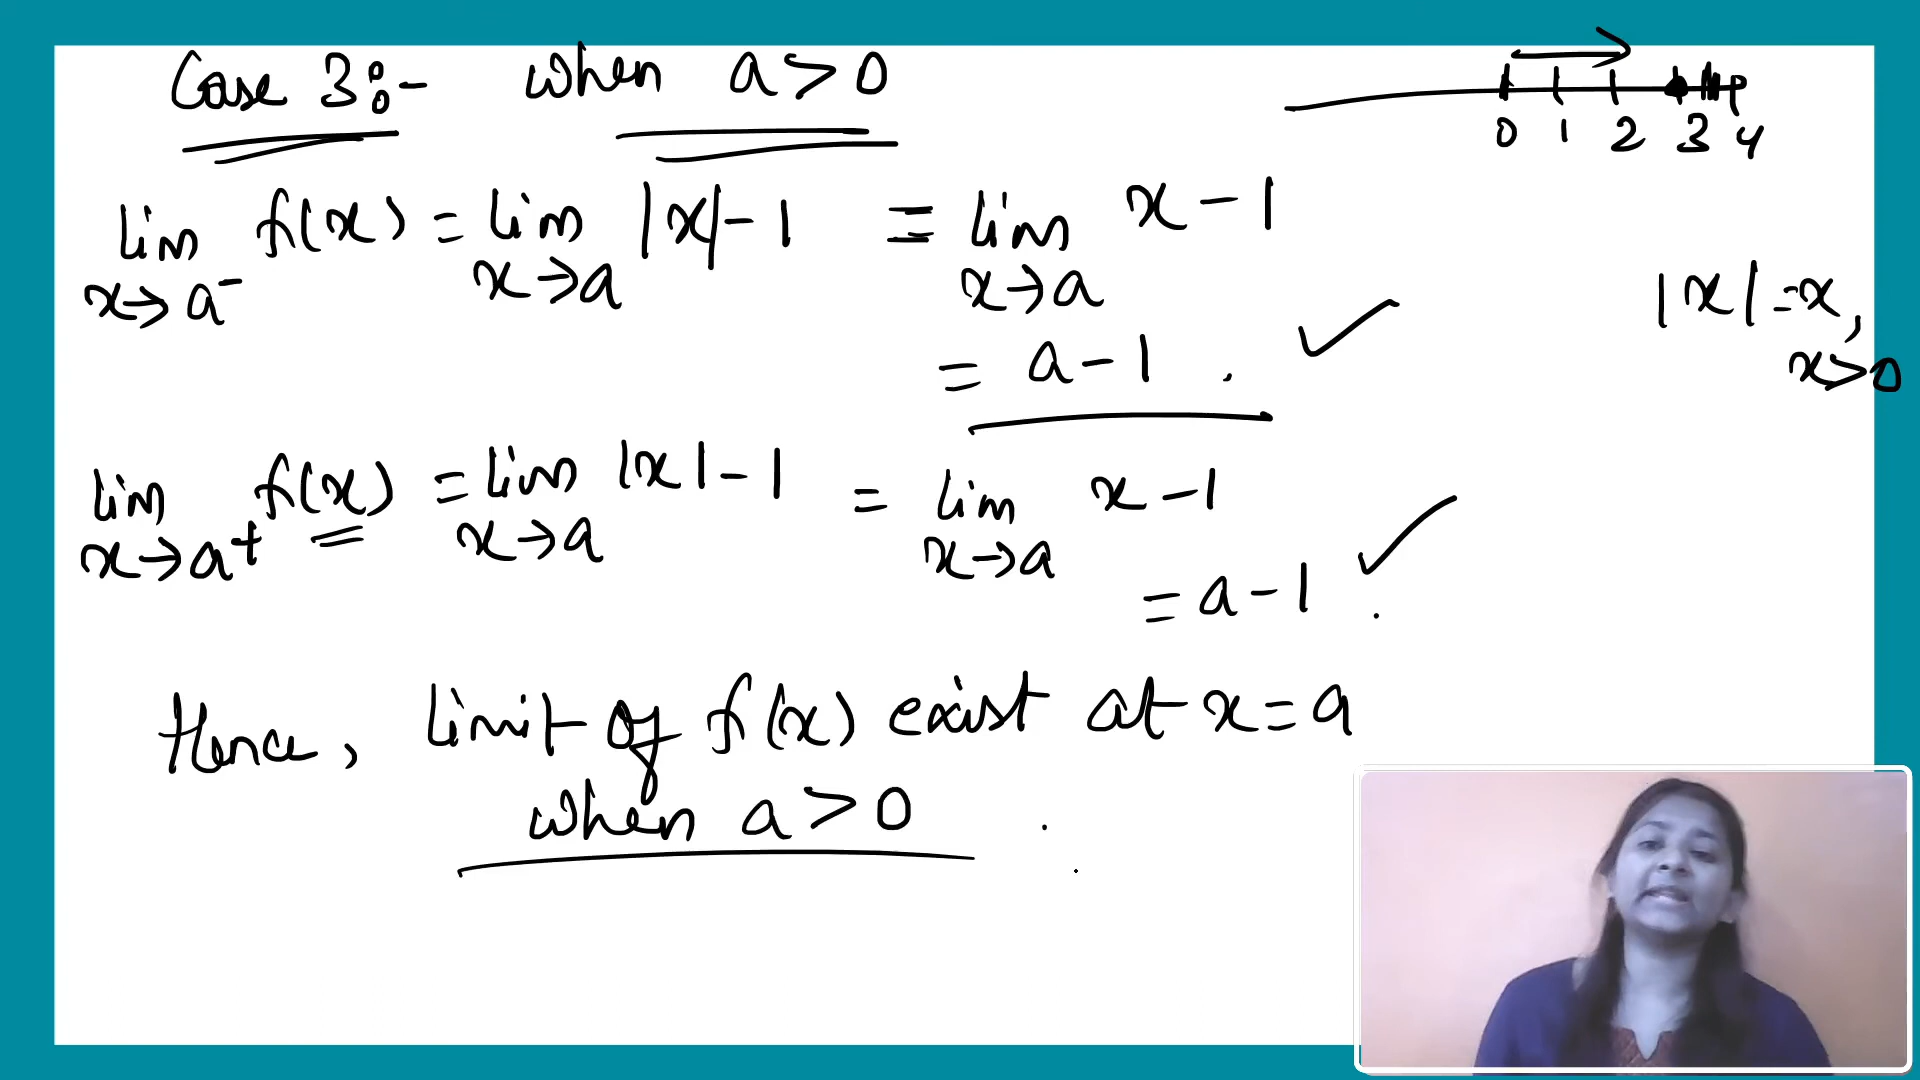 Case 3:- when a>0
0 1 2 3 4
lim f(x) = lim |x|-1 = lim x-1
x→a⁻ x→a x→a
|x|=x,
x>0
= a-1.
lim f(x) = lim |x|-1 = lim x-1
x→a⁺ x→a x→a
= a-1.
Hence, limit of f(x) exist at x=a
when a>0.